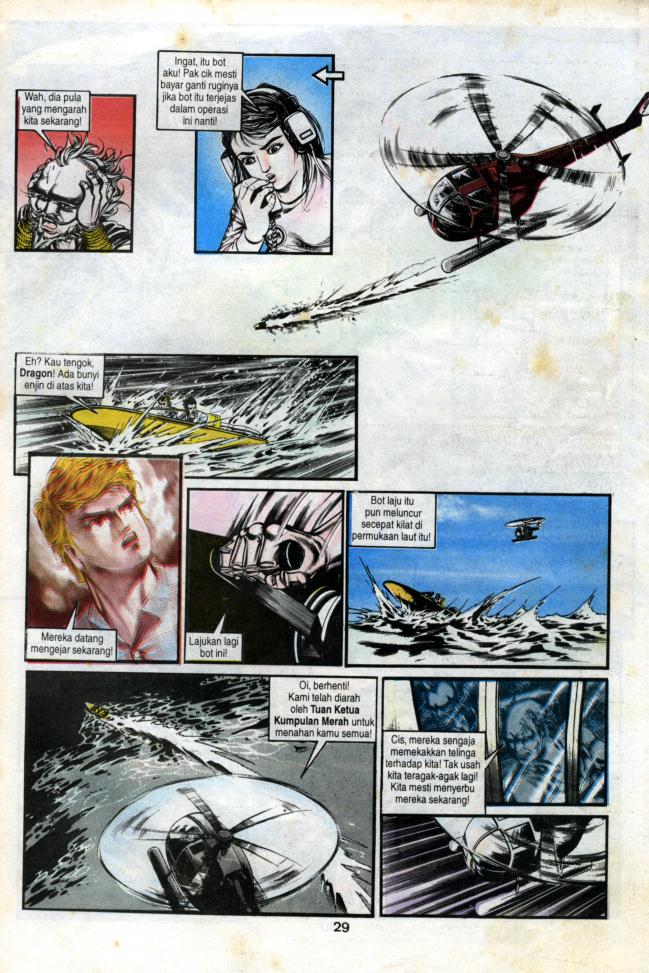 Wah, dia pula
yang mengarah
kita sekarang!
Ingat, itu bot
aku! Pak cik mesti
bayar ganti ruginya
jika bot itu terjejas
dalam operasi
ini nanti!
Eh? Kau tengok,
Dragon! Ada bunyi
enjin di atas kita!
Mereka datang
mengejar sekarang!
Lajukan lagi
bot ini!
Bot laju itu
pun meluncur
secepat kilat di
permukaan laut itu!
Oi, berhenti!
Kami telah diarah
oleh Tuan Ketua
Kumpulan Merah untuk
menahan kamu semua!
Cis, mereka sengaja
memekakkan telinga
terhadap kita! Tak usah
kita teragak-agak lagi!
Kita mesti menyerbu
mereka sekarang!
29